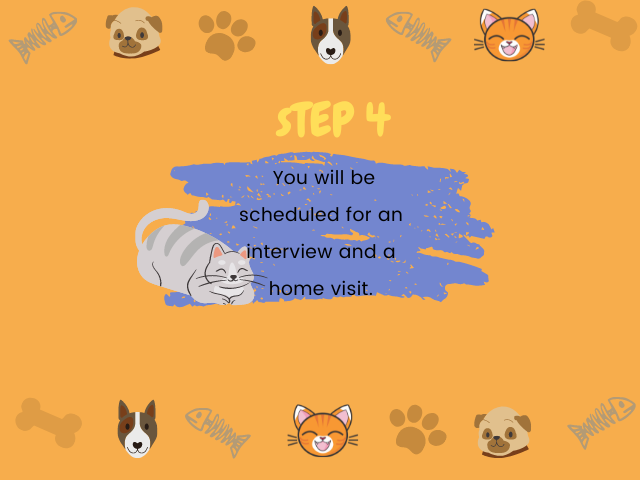 STEP 4
You will be
scheduled for an
interview and a
home visit.